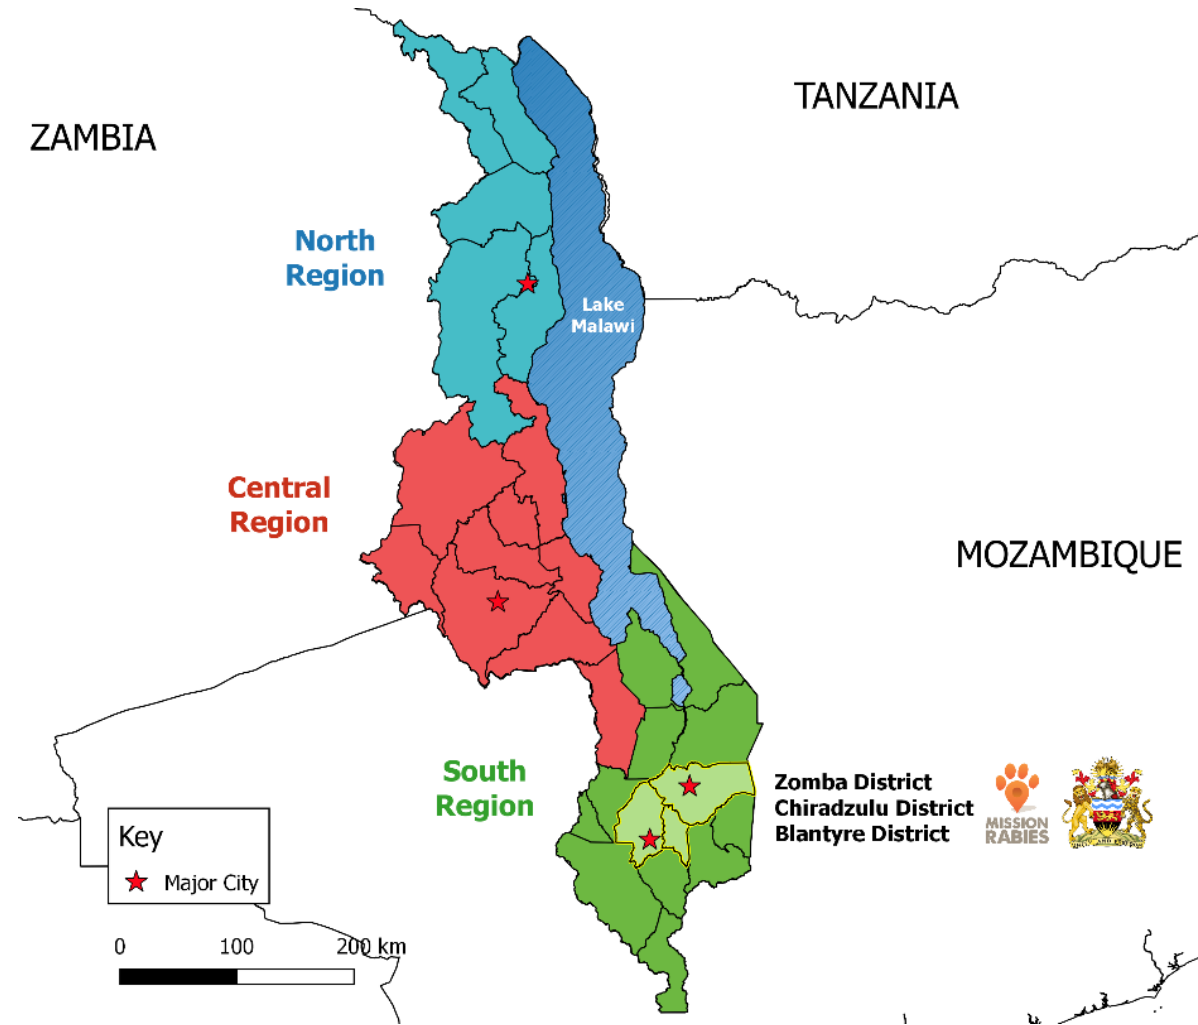 TANZANIA
ZAMBIA
North
Region
Lake
Malawi
Central
Region
MOZAMBIQUE
South
Region
Zomba District
Chiradzulu District
Blantyre District
MISSION
RABIES
Key
Major City
0 100 200 km